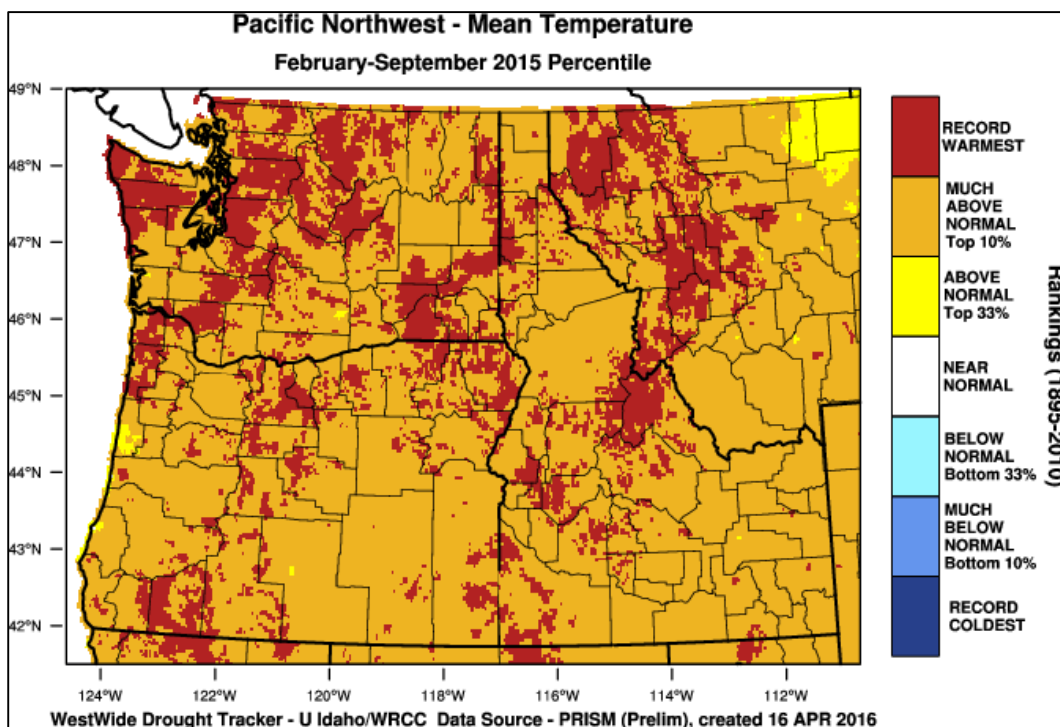 Pacific Northwest - Mean Temperature
February-September 2015 Percentile
49°N
48°N
47°N
46°N
45°N
44°N
43°N
42°N
124°W
122°W
120°W
118°W
116°W
114°W
112°W
RECORD
WARMEST
MUCH
ABOVE
NORMAL
Top 10%
ABOVE
NORMAL
Top 33%
NEAR
NORMAL
BELOW
NORMAL
Bottom 33%
MUCH
BELOW
NORMAL
Bottom 10%
RECORD
COLDEST
Rankings (1895-2010)
WestWide Drought Tracker - U Idaho/WRCC Data Source - PRISM (Prelim), created 16 APR 2016